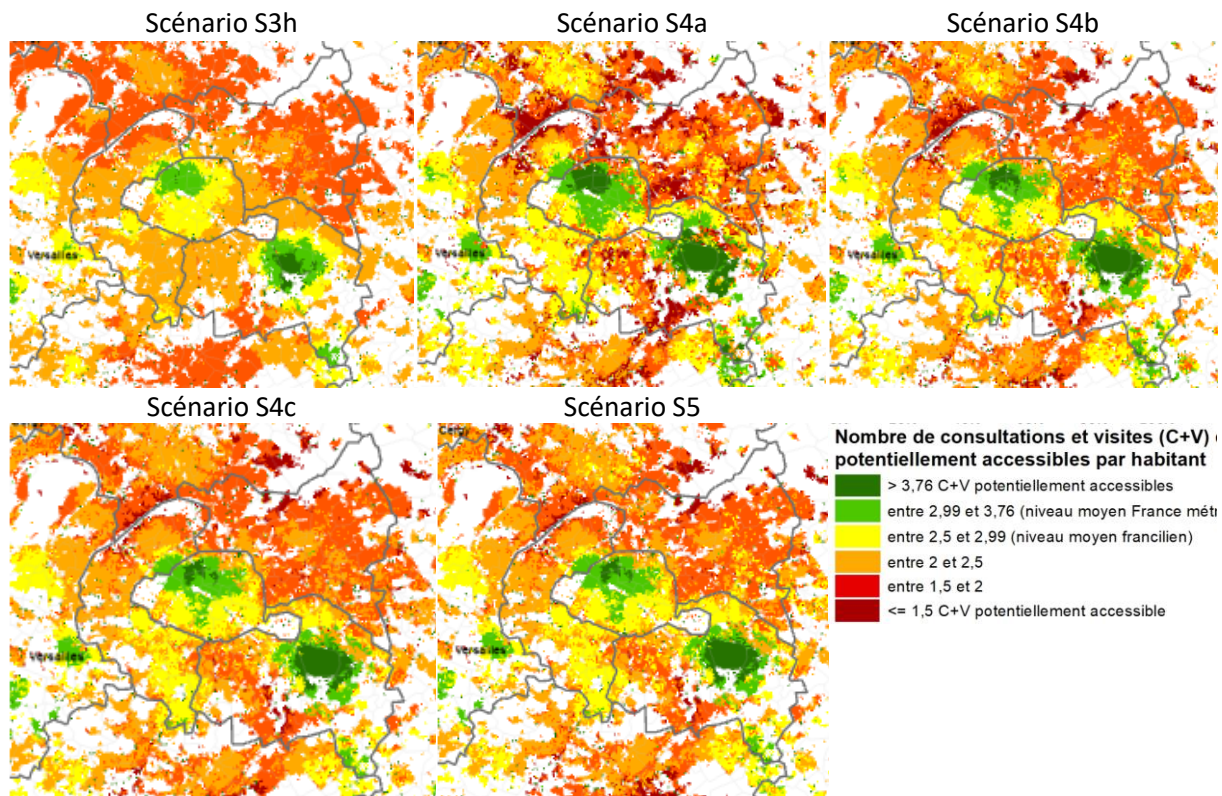 Scénario S3h
Scénario S4a
Scénario S4b
Versailles
Versailles
Versailles
Scénario S4c
Scénario S5
Cergy
Versailles
Versailles
Nombre de consultations et visites (C+V)
potentiellement accessibles par habitant
> 3,76 C+V potentiellement accessibles
entre 2,99 et 3,76 (niveau moyen France métr
entre 2,5 et 2,99 (niveau moyen francilien)
entre 2 et 2,5
entre 1,5 et 2
<= 1,5 C+V potentiellement accessible